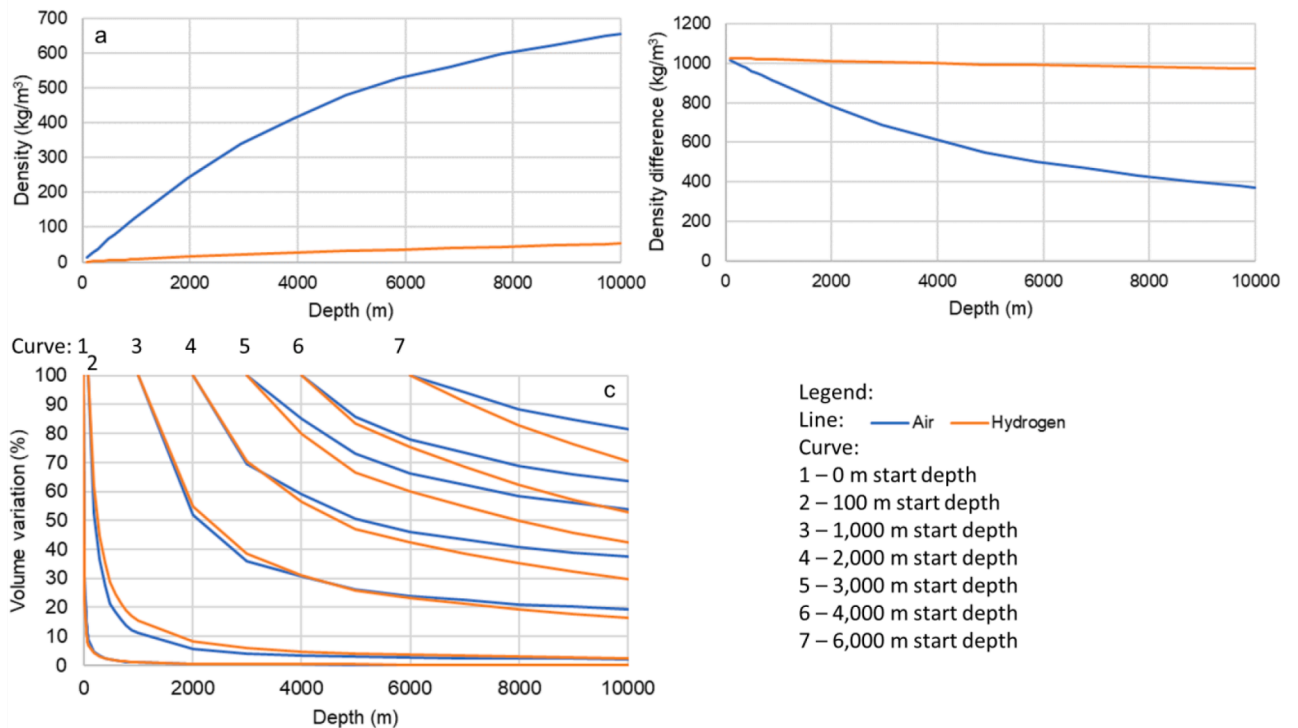 a
Density (kg/m³)
700
600
500
400
300
200
100
0
0 2000 4000 6000 8000 10000
Depth (m)
Density difference (kg/m³)
1200
1000
800
600
400
200
0
0 2000 4000 6000 8000 10000
Depth (m)
Curve: 1 3 4 5 6 7
2
c
Volume variation (%)
100
90
80
70
60
50
40
30
20
10
0
0 2000 4000 6000 8000 10000
Depth (m)
Legend:
Line: Air Hydrogen
Curve:
1 – 0 m start depth
2 – 100 m start depth
3 – 1,000 m start depth
4 – 2,000 m start depth
5 – 3,000 m start depth
6 – 4,000 m start depth
7 – 6,000 m start depth